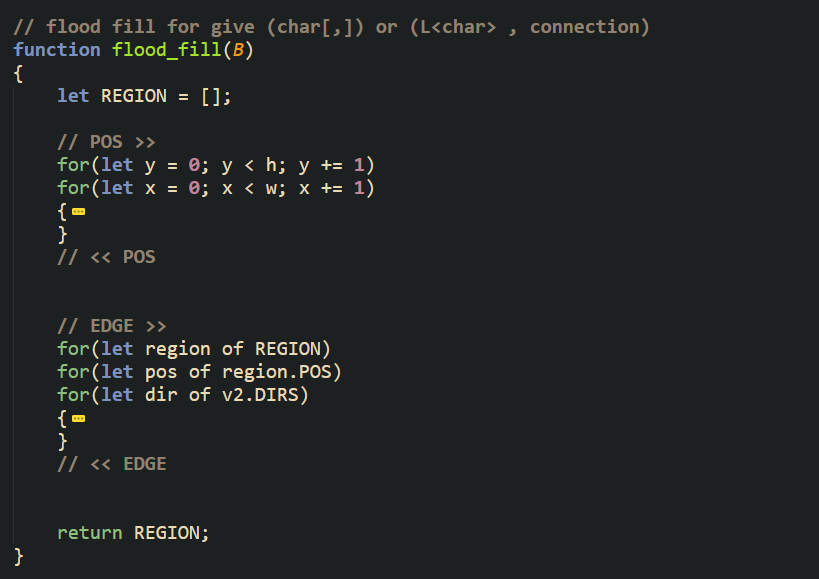 // flood fill for give (char[,]) or (L<char> , connection)
function flood_fill(B)
{
    let REGION = [];

    // POS >>
    for(let y = 0; y < h; y += 1)
    for(let x = 0; x < w; x += 1)
    {
    }
    // << POS


    // EDGE >>
    for(let region of REGION)
    for(let pos of region.POS)
    for(let dir of v2.DIRS)
    {
    }
    // << EDGE


    return REGION;
}